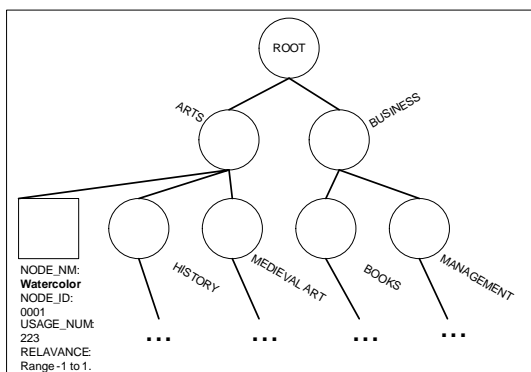 ROOT
ARTS
BUSINESS
HISTORY
MEDIEVAL ART
BOOKS
MANAGEMENT
NODE_NM:
Watercolor
NODE_ID:
0001
USAGE_NUM:
223
RELAVANCE:
Range -1 to 1.
... ... ... ...